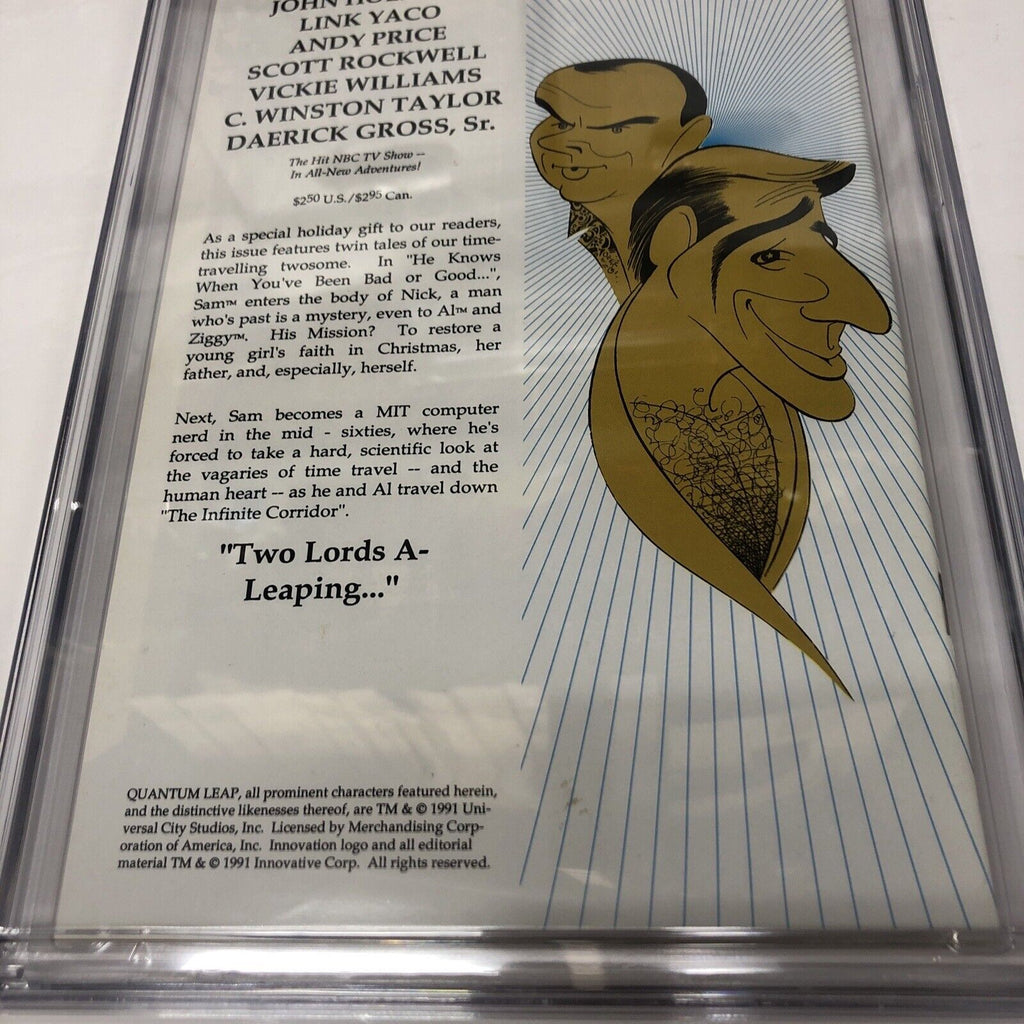 JOHN
LINK YACO
ANDY PRICE
SCOTT ROCKWELL
VICKIE WILLIAMS
C. WINSTON TAYLOR
DAERICK GROSS, Sr.
The Hit NBC TV Show --
In All-New Adventures!
$250 U.S./$295 Can.
As a special holiday gift to our readers,
this issue features twin tales of our time-
travelling twosome. In "He Knows
When You've Been Bad or Good...",
Sam™ enters the body of Nick, a man
who's past is a mystery, even to Al™ and
Ziggy™. His Mission? To restore a
young girl's faith in Christmas, her
father, and, especially, herself.
Next, Sam becomes a MIT computer
nerd in the mid - sixties, where he's
forced to take a hard, scientific look at
the vagaries of time travel -- and the
human heart -- as he and Al travel down
"The Infinite Corridor".
"Two Lords A-
Leaping..."
QUANTUM LEAP, all prominent characters featured herein,
and the distinctive likenesses thereof, are TM & © 1991 Uni-
versal City Studios, Inc. Licensed by Merchandising Corp-
oration of America, Inc. Innovation logo and all editorial
material TM & © 1991 Innovative Corp. All rights reserved.